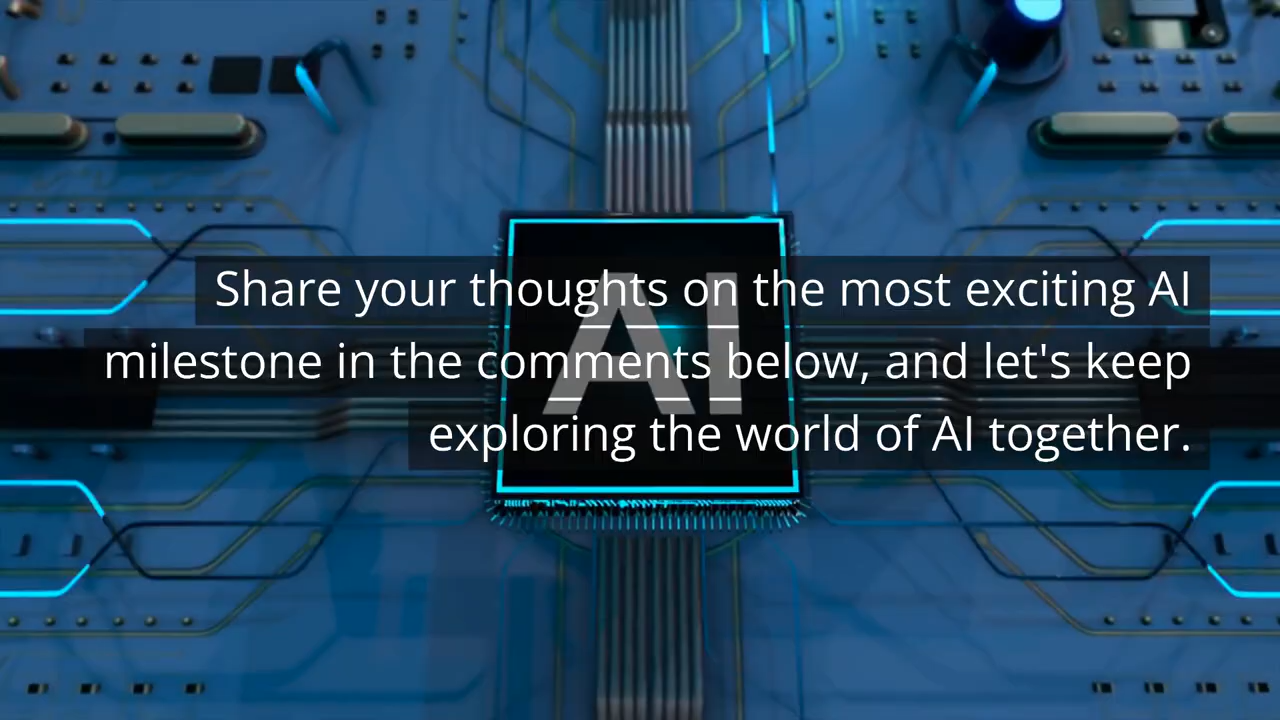 Share your thoughts on the most exciting AI
milestone in the comments below, and let's keep
exploring the world of AI together.
AI